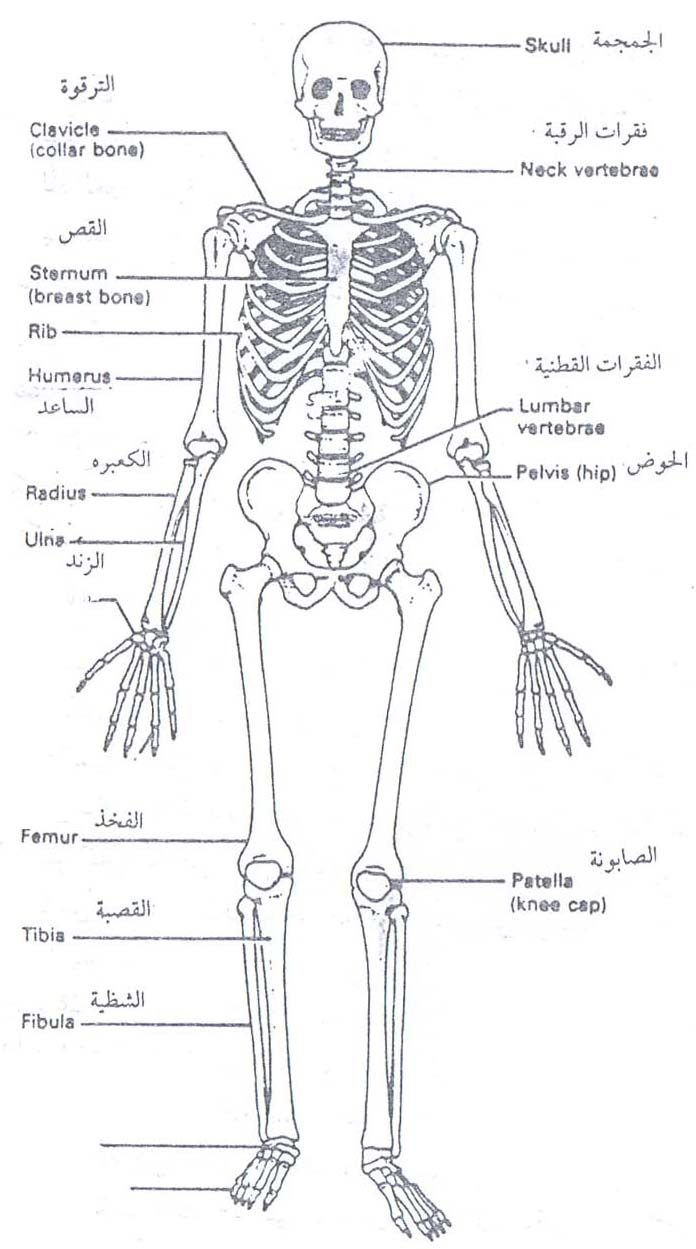 الجمجمة
Skull
الترقوة
Clavicle
(collar bone)
فقرات الرقبة
Neck vertebrae
القص
Sternum
(breast bone)
Rib
Humerus
الساعد
الفقرات القطنية
Lumbar
vertebrae
الكعبره
Radius
الحوض
Pelvis (hip)
Ulna
الزند
الفخذ
Femur
الصابونة
Patella
(knee cap)
القصبة
Tibia
الشظية
Fibula